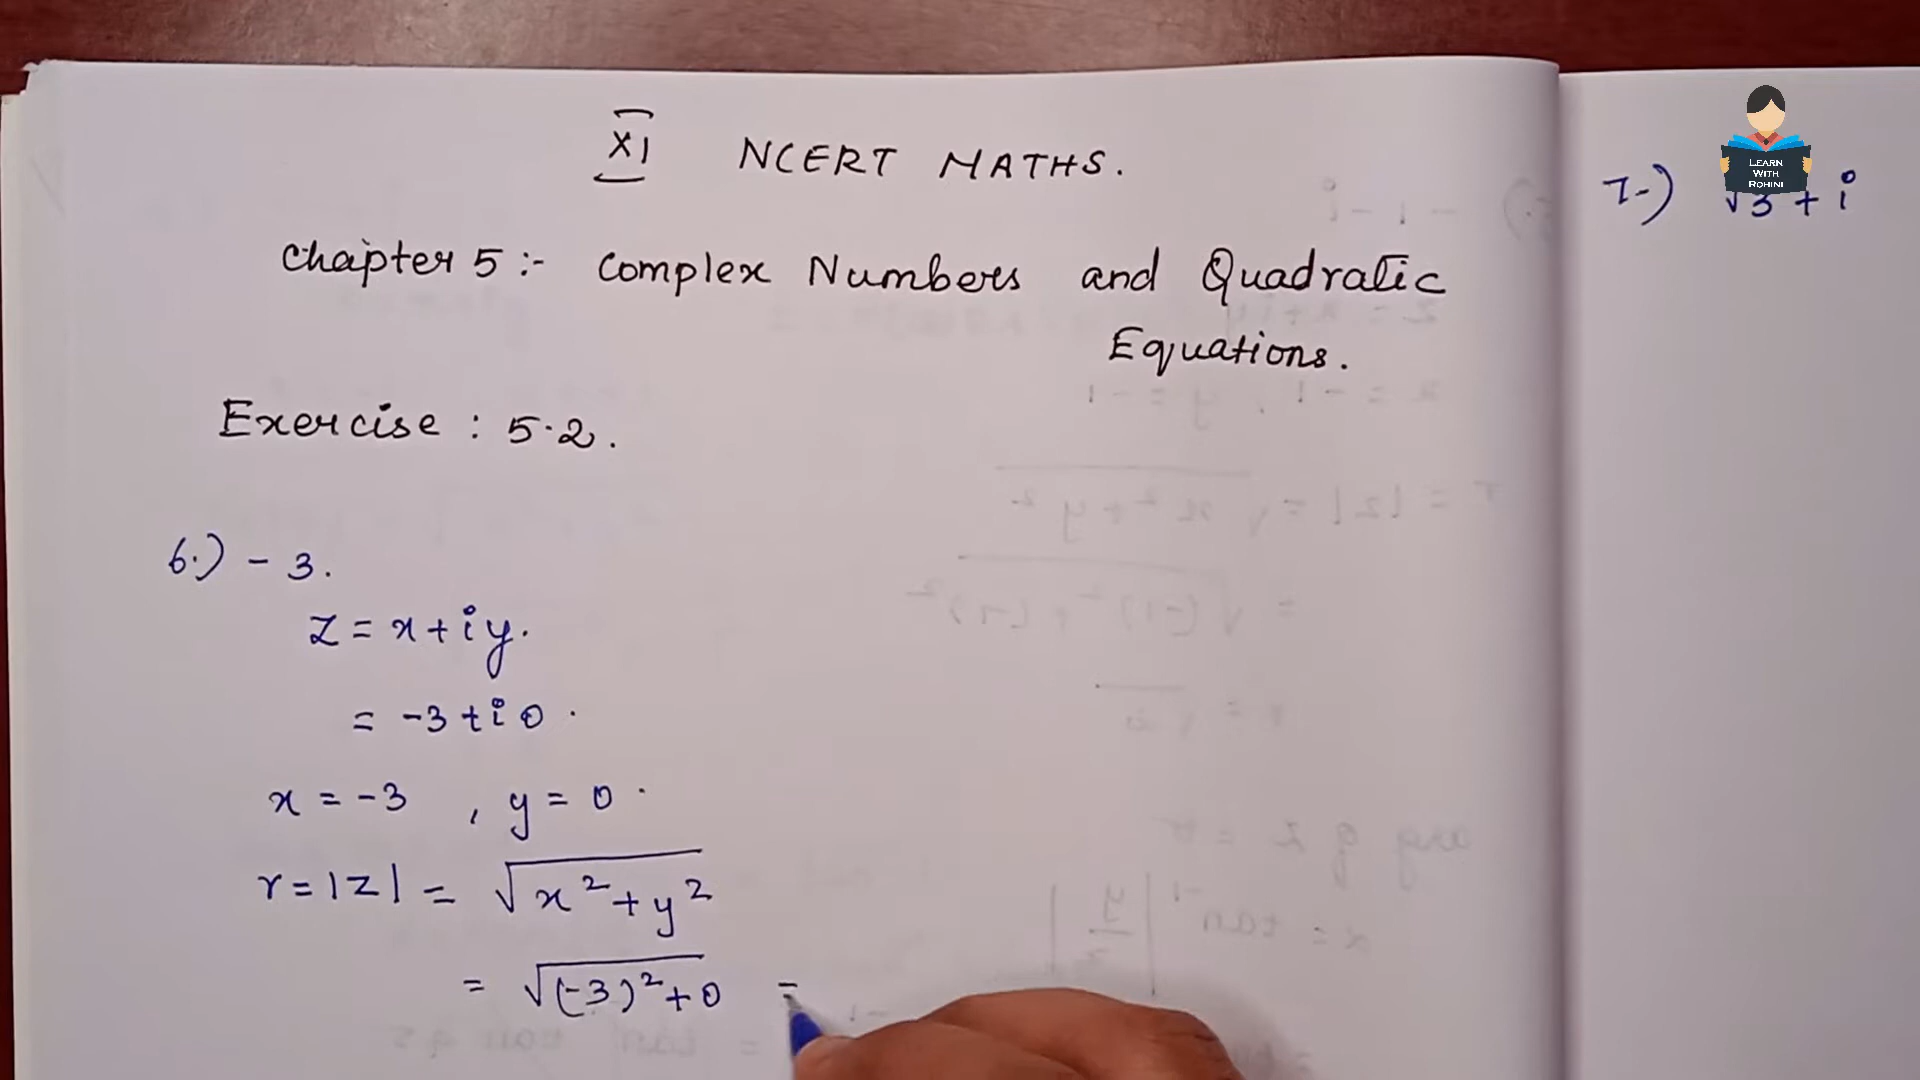 XI NCERT MATHS.
Chapter 5 :- Complex Numbers and Quadratic
Equations.
Exercise : 5.2.
6.) - 3.
Z = x + iy.
= -3 + i0.
x = -3 , y = 0.
r = |Z| = √x² + y²
= √(-3)² + 0 =
LEARN
WITH
ROHINI
7.) √3 + i